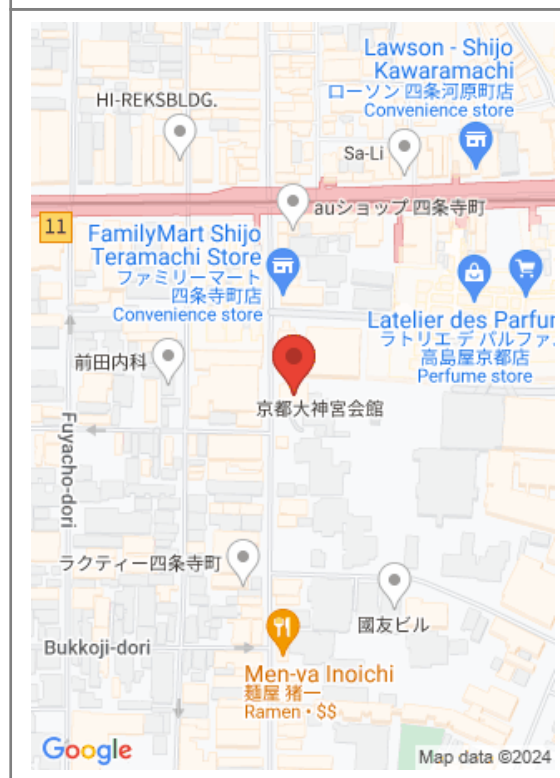 Lawson - Shijo
Kawaramachi
ローソン 四条河原町店
Convenience store
HI-REKSBLDG.
Sa-Li
auショップ 四条寺町
11
FamilyMart Shijo
Teramachi Store
ファミリーマート
四条寺町店
Convenience store
Latelier des Parfum
ラトリエ デ パルファ..
高島屋京都店
Perfume store
前田内科
京都大神宮会館
Fuyacho-dori
ラクティー四条寺町
國友ビル
Bukkoji-dori
Men-va Inoichi
麺屋 猪一
Ramen • $$
Google
Map data ©2024